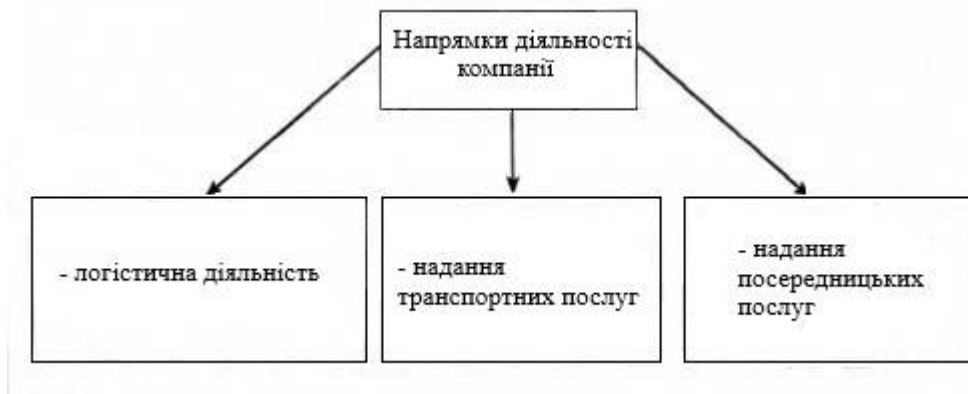 Напрямки діяльності
компанії
- логістична діяльність
- надання
транспортних послуг
- надання
посередницьких
послуг